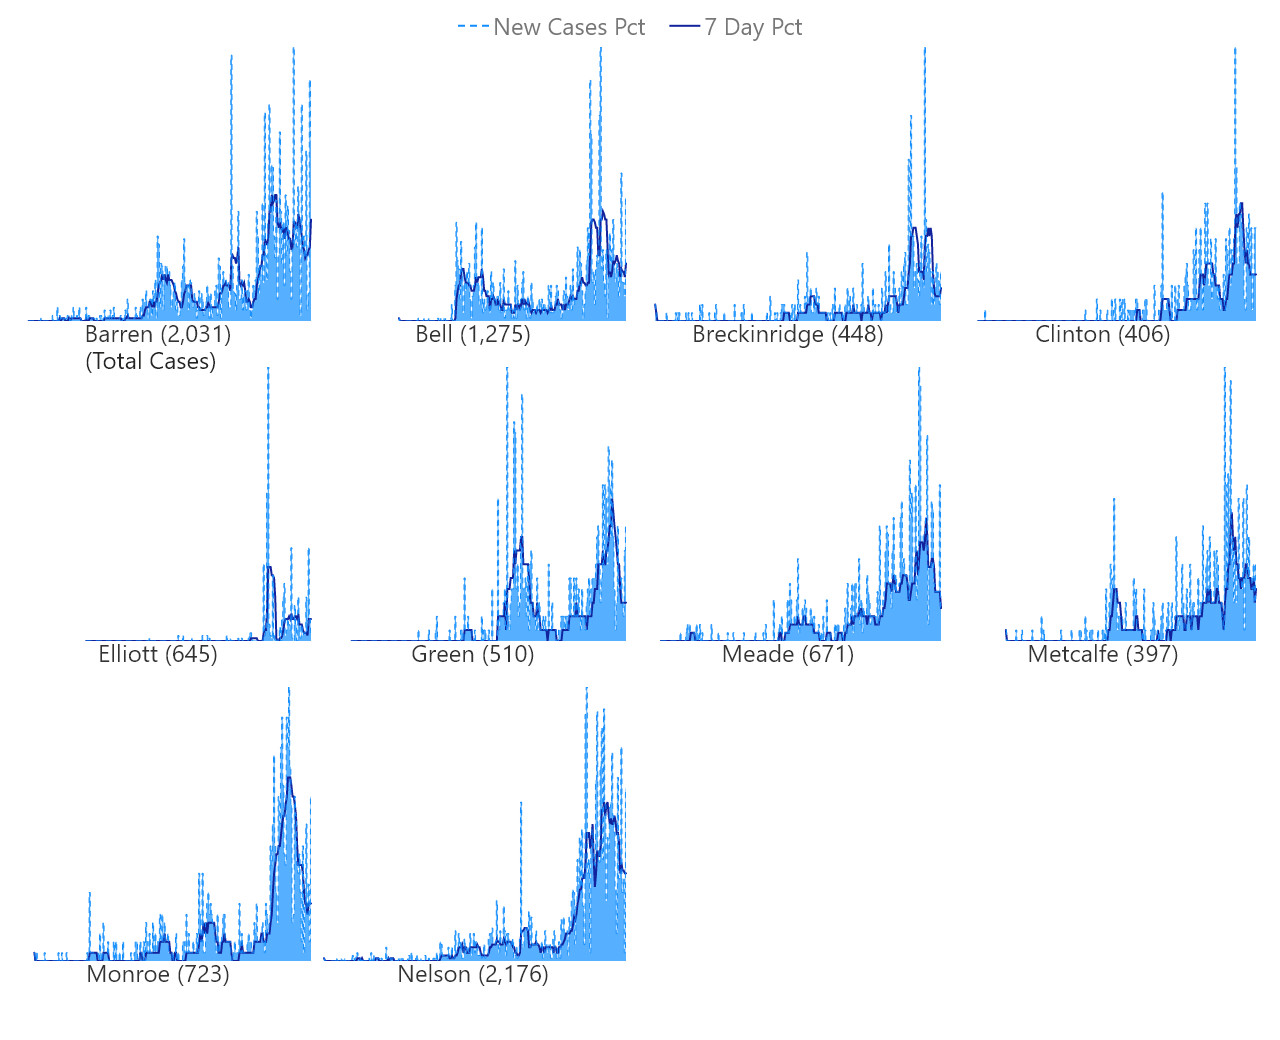 New Cases Pct 7 Day Pct
Barren (2,031)
(Total Cases)
Bell (1,275)
Breckinridge (448)
Clinton (406)
Elliott (645)
Green (510)
Meade (671)
Metcalfe (397)
Monroe (723)
Nelson (2,176)